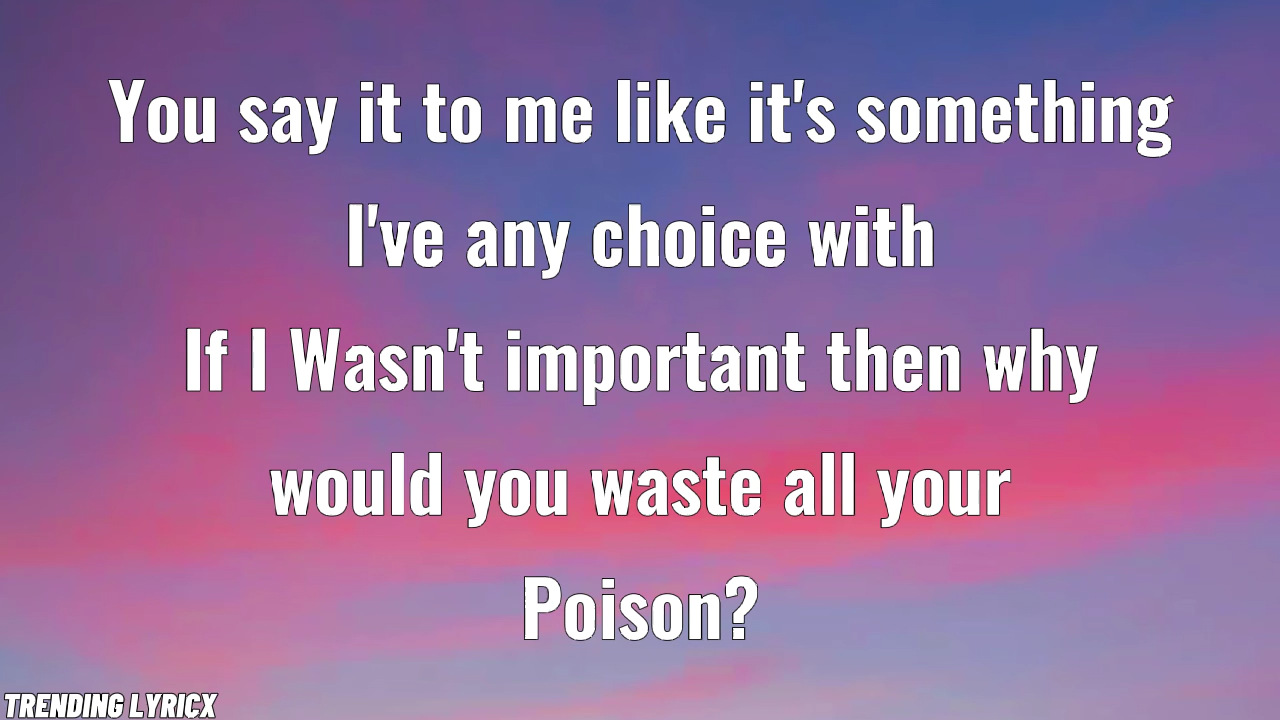 You say it to me like it's something
I've any choice with
If I Wasn't important then why
would you waste all your
Poison?
TRENDING LYRICX